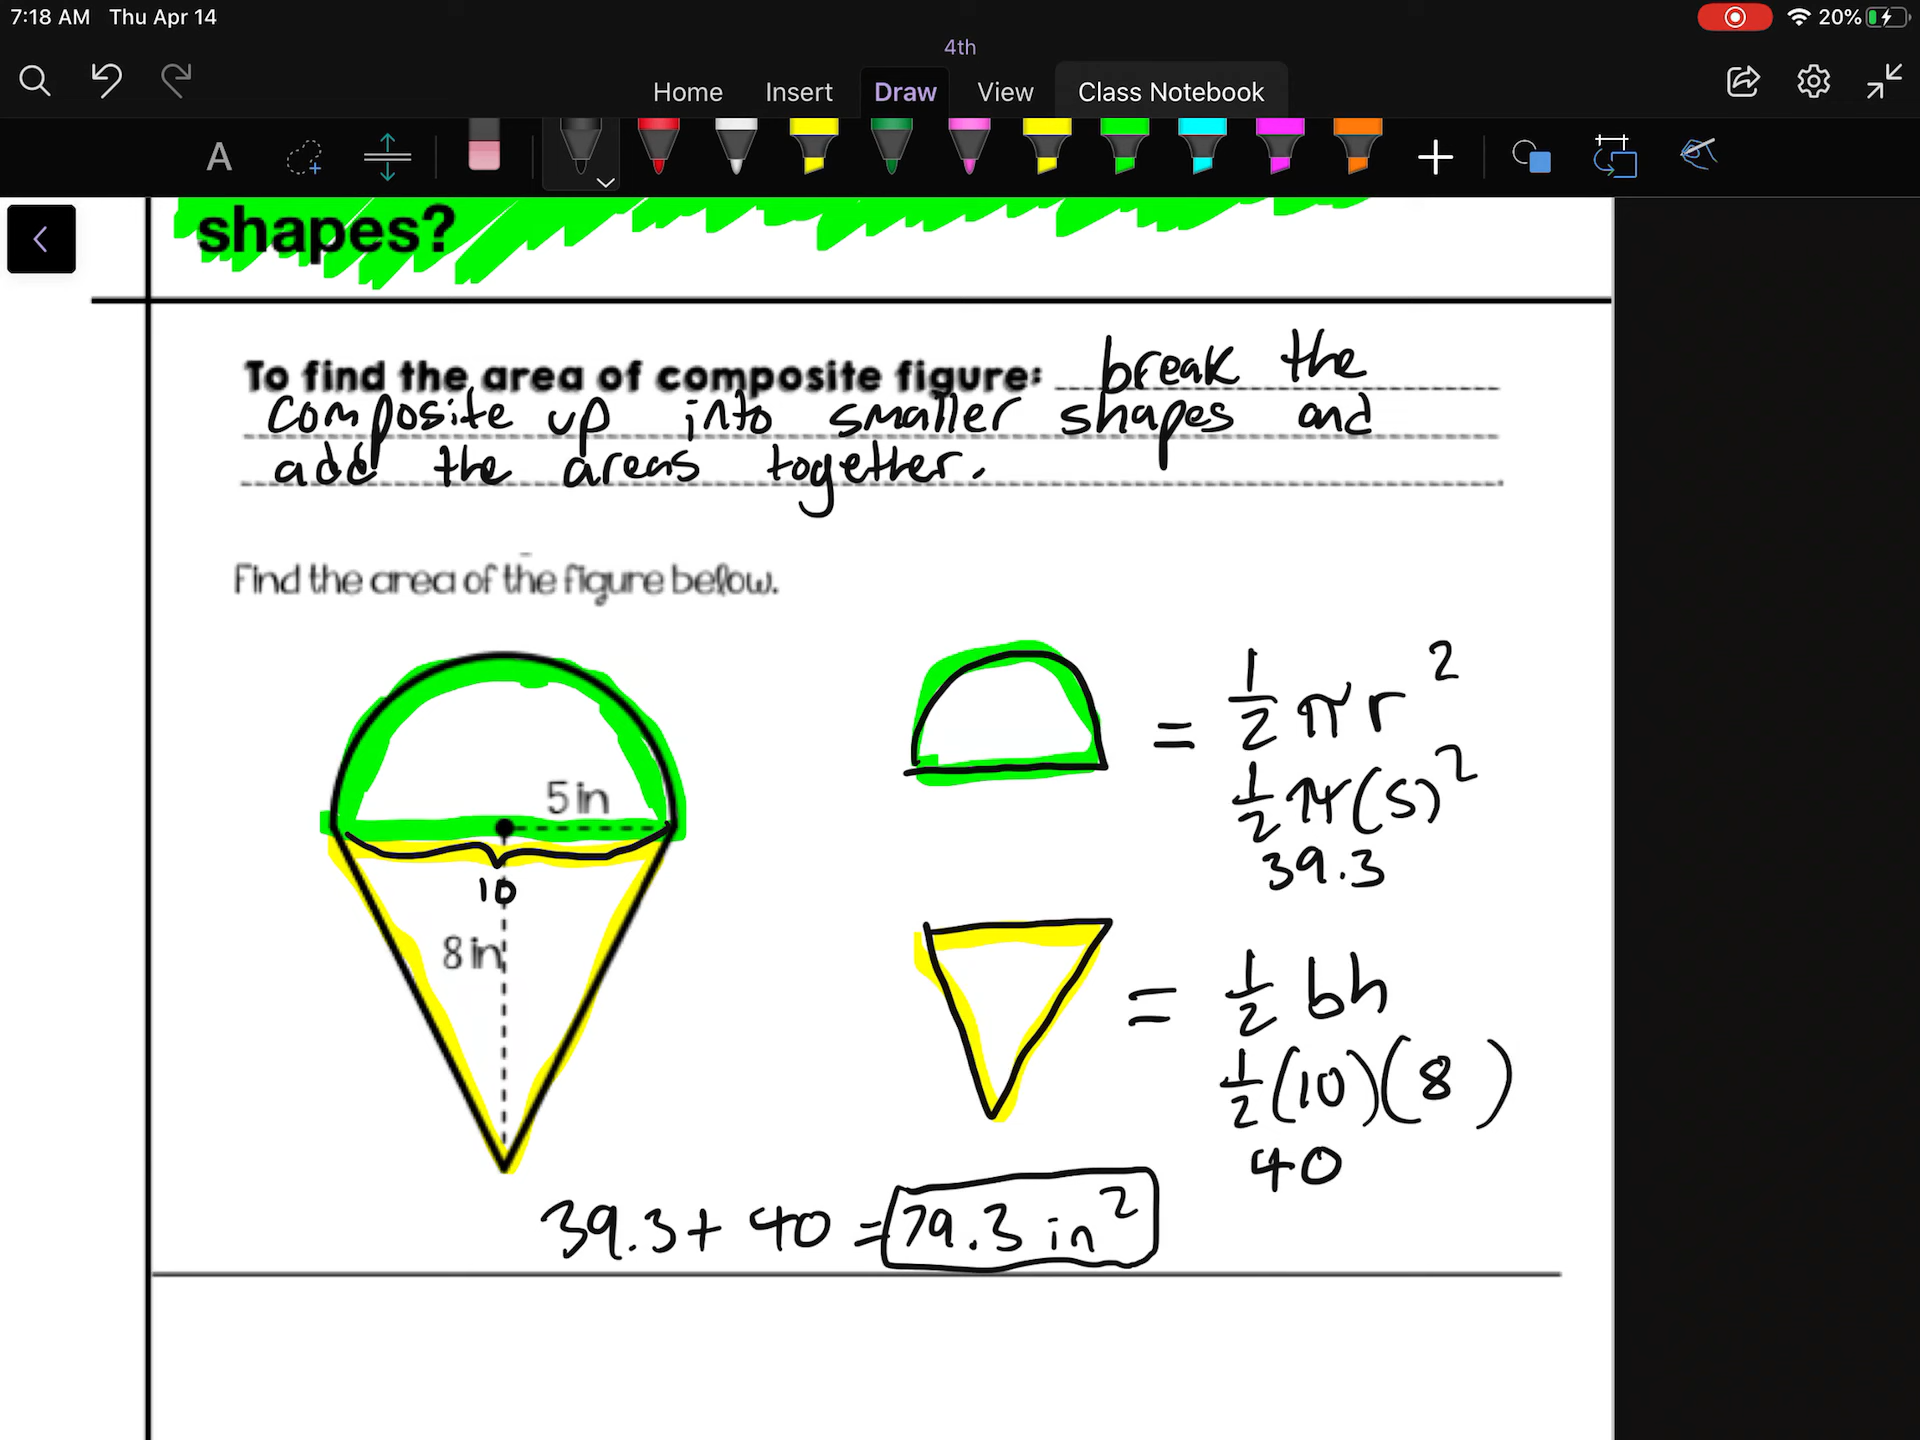 7:18 AM Thu Apr 14
20%
4th
Home Insert Draw View Class Notebook
A
shapes?
To find the area of composite figure: break the
composite up into smaller shapes and
add the areas together.
Find the area of the figure below.
5 in
10
8 in
= 1/2 πr²
1/2 π(5)²
39.3
= 1/2 bh
1/2 (10)(8)
40
39.3 + 40 = 79.3 in²